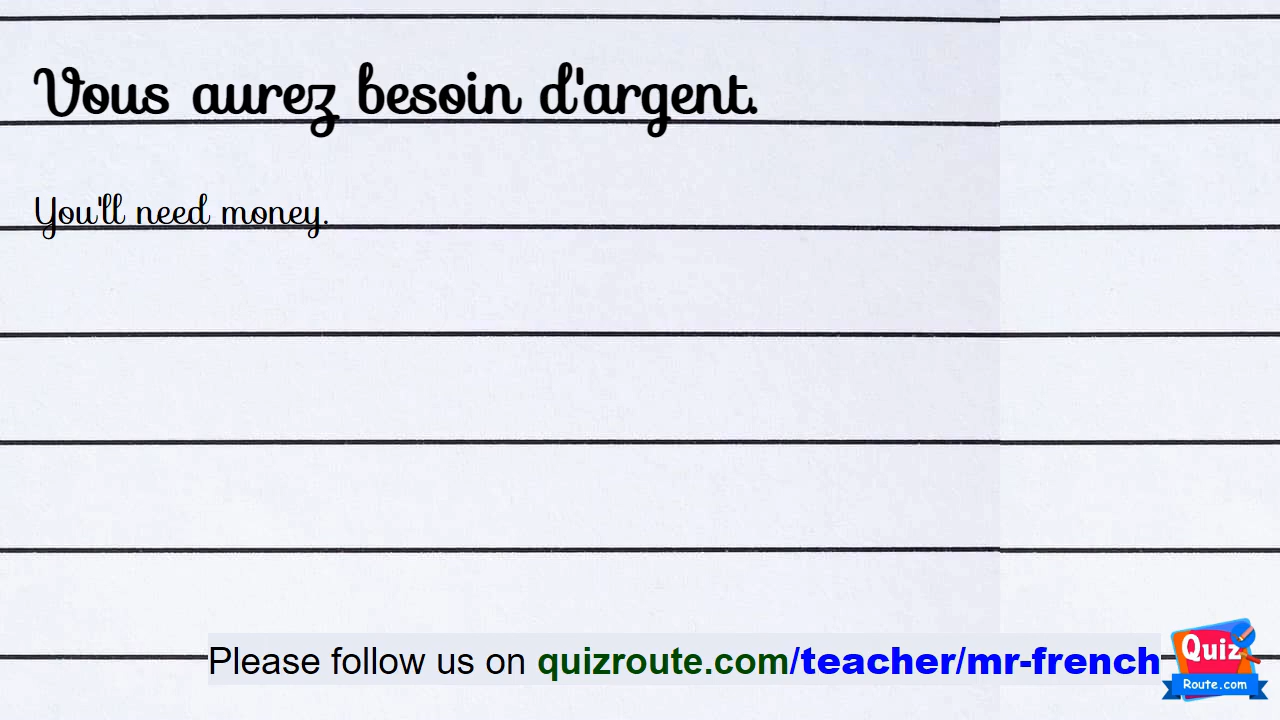 Vous aurez besoin d'argent.
You'll need money.
Please follow us on quizroute.com/teacher/mr-french
Quiz
Route.com